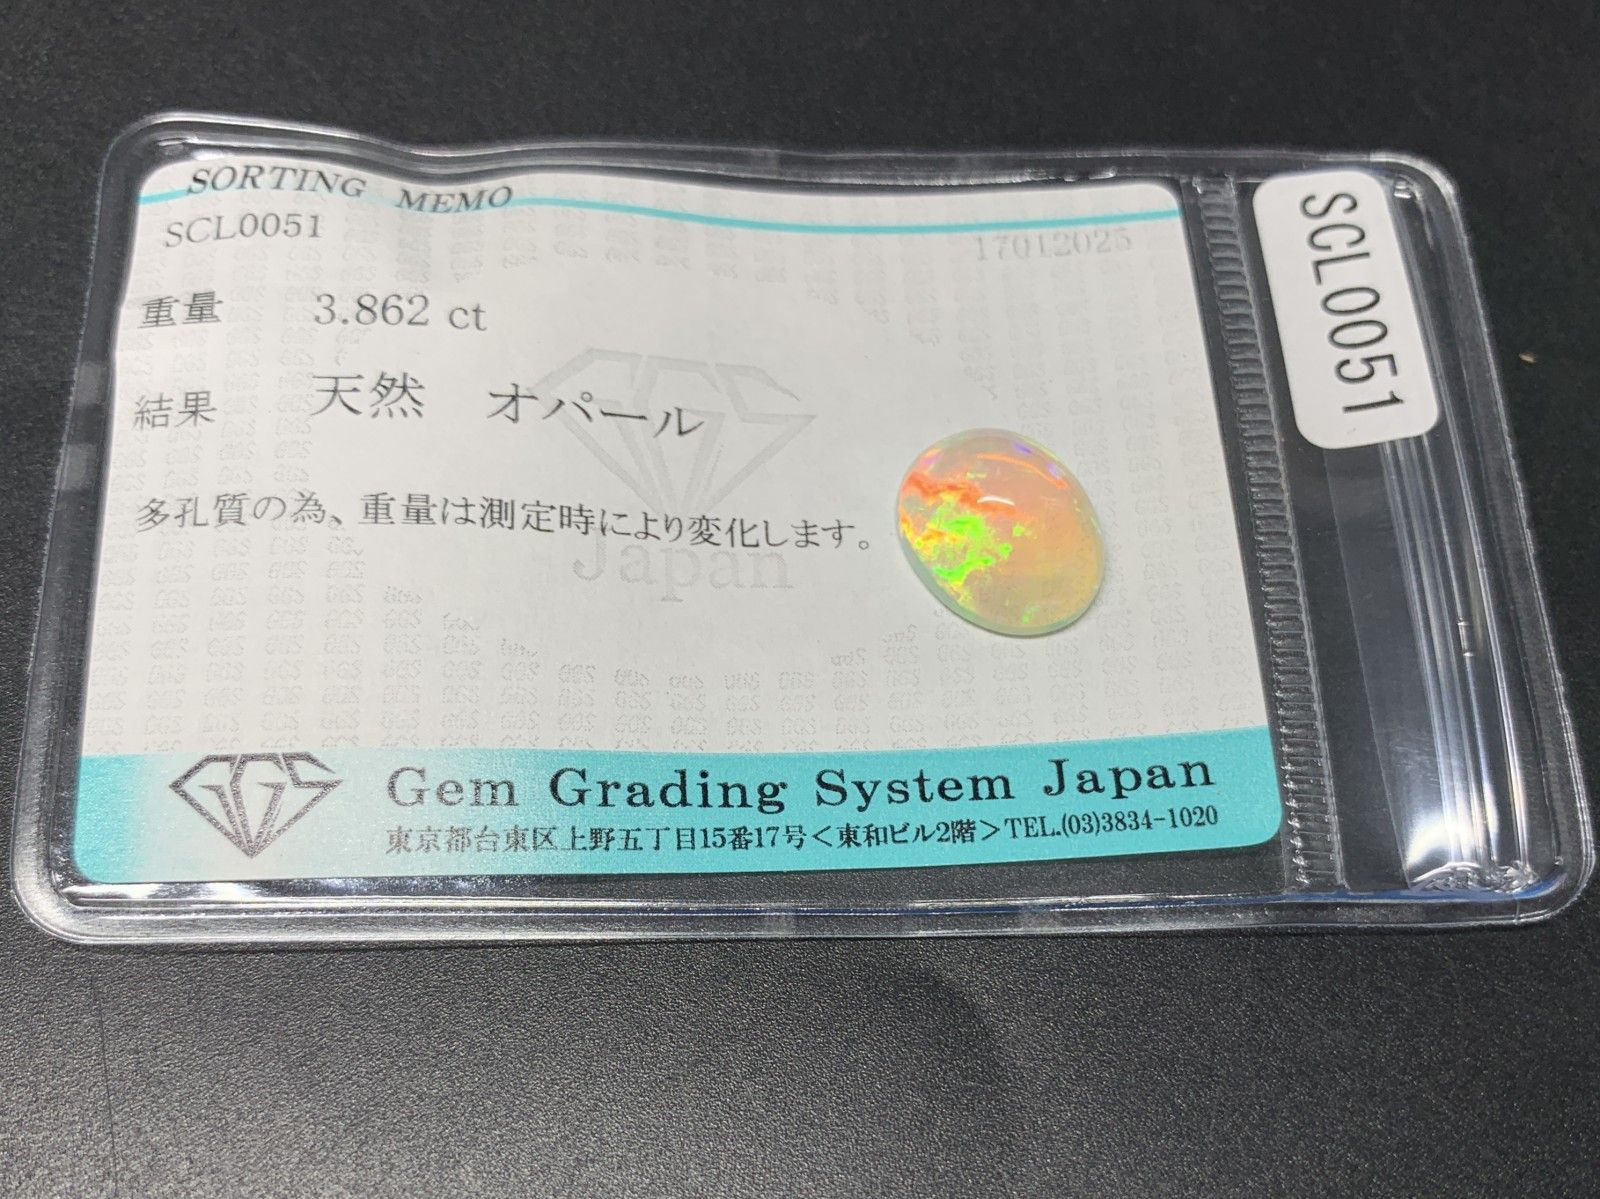 SORTING MEMO
SCL0051
17012025
重量 3.862 ct
結果 天然 オパール
多孔質の為、重量は測定時により変化します。
GGS
Japan
GGS Gem Grading System Japan
東京都台東区上野五丁目15番17号＜東和ビル2階＞TEL.(03)3834-1020
SCL0051